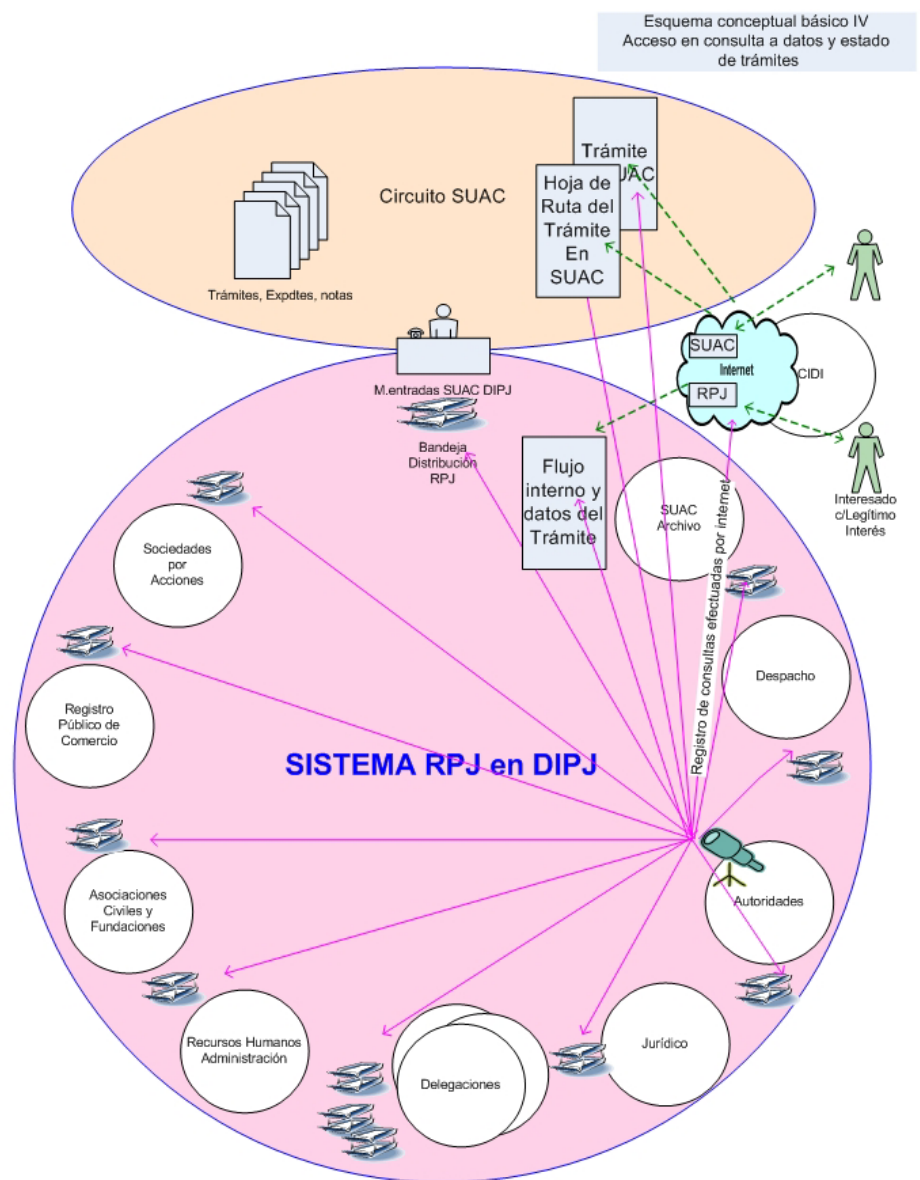 Esquema conceptual básico IV
Acceso en consulta a datos y estado
de trámites
Trámite
UAC
Hoja de
Ruta del
Trámite
En
SUAC
Circuito SUAC
Trámites, Expdtes, notas
SUAC
Internet
CIDI
RPJ
M.entradas SUAC DIPJ
Bandeja
Distribución
RPJ
Flujo
interno y
datos del
Trámite
SUAC
Archivo
Interesado
c/Legítimo
Interés
Sociedades
por
Acciones
Registro de consultas efectuadas por internet
Despacho
Registro
Público de
Comercio
SISTEMA RPJ en DIPJ
Asociaciones
Civiles y
Fundaciones
Autoridades
Recursos Humanos
Administración
Jurídico
Delegaciones